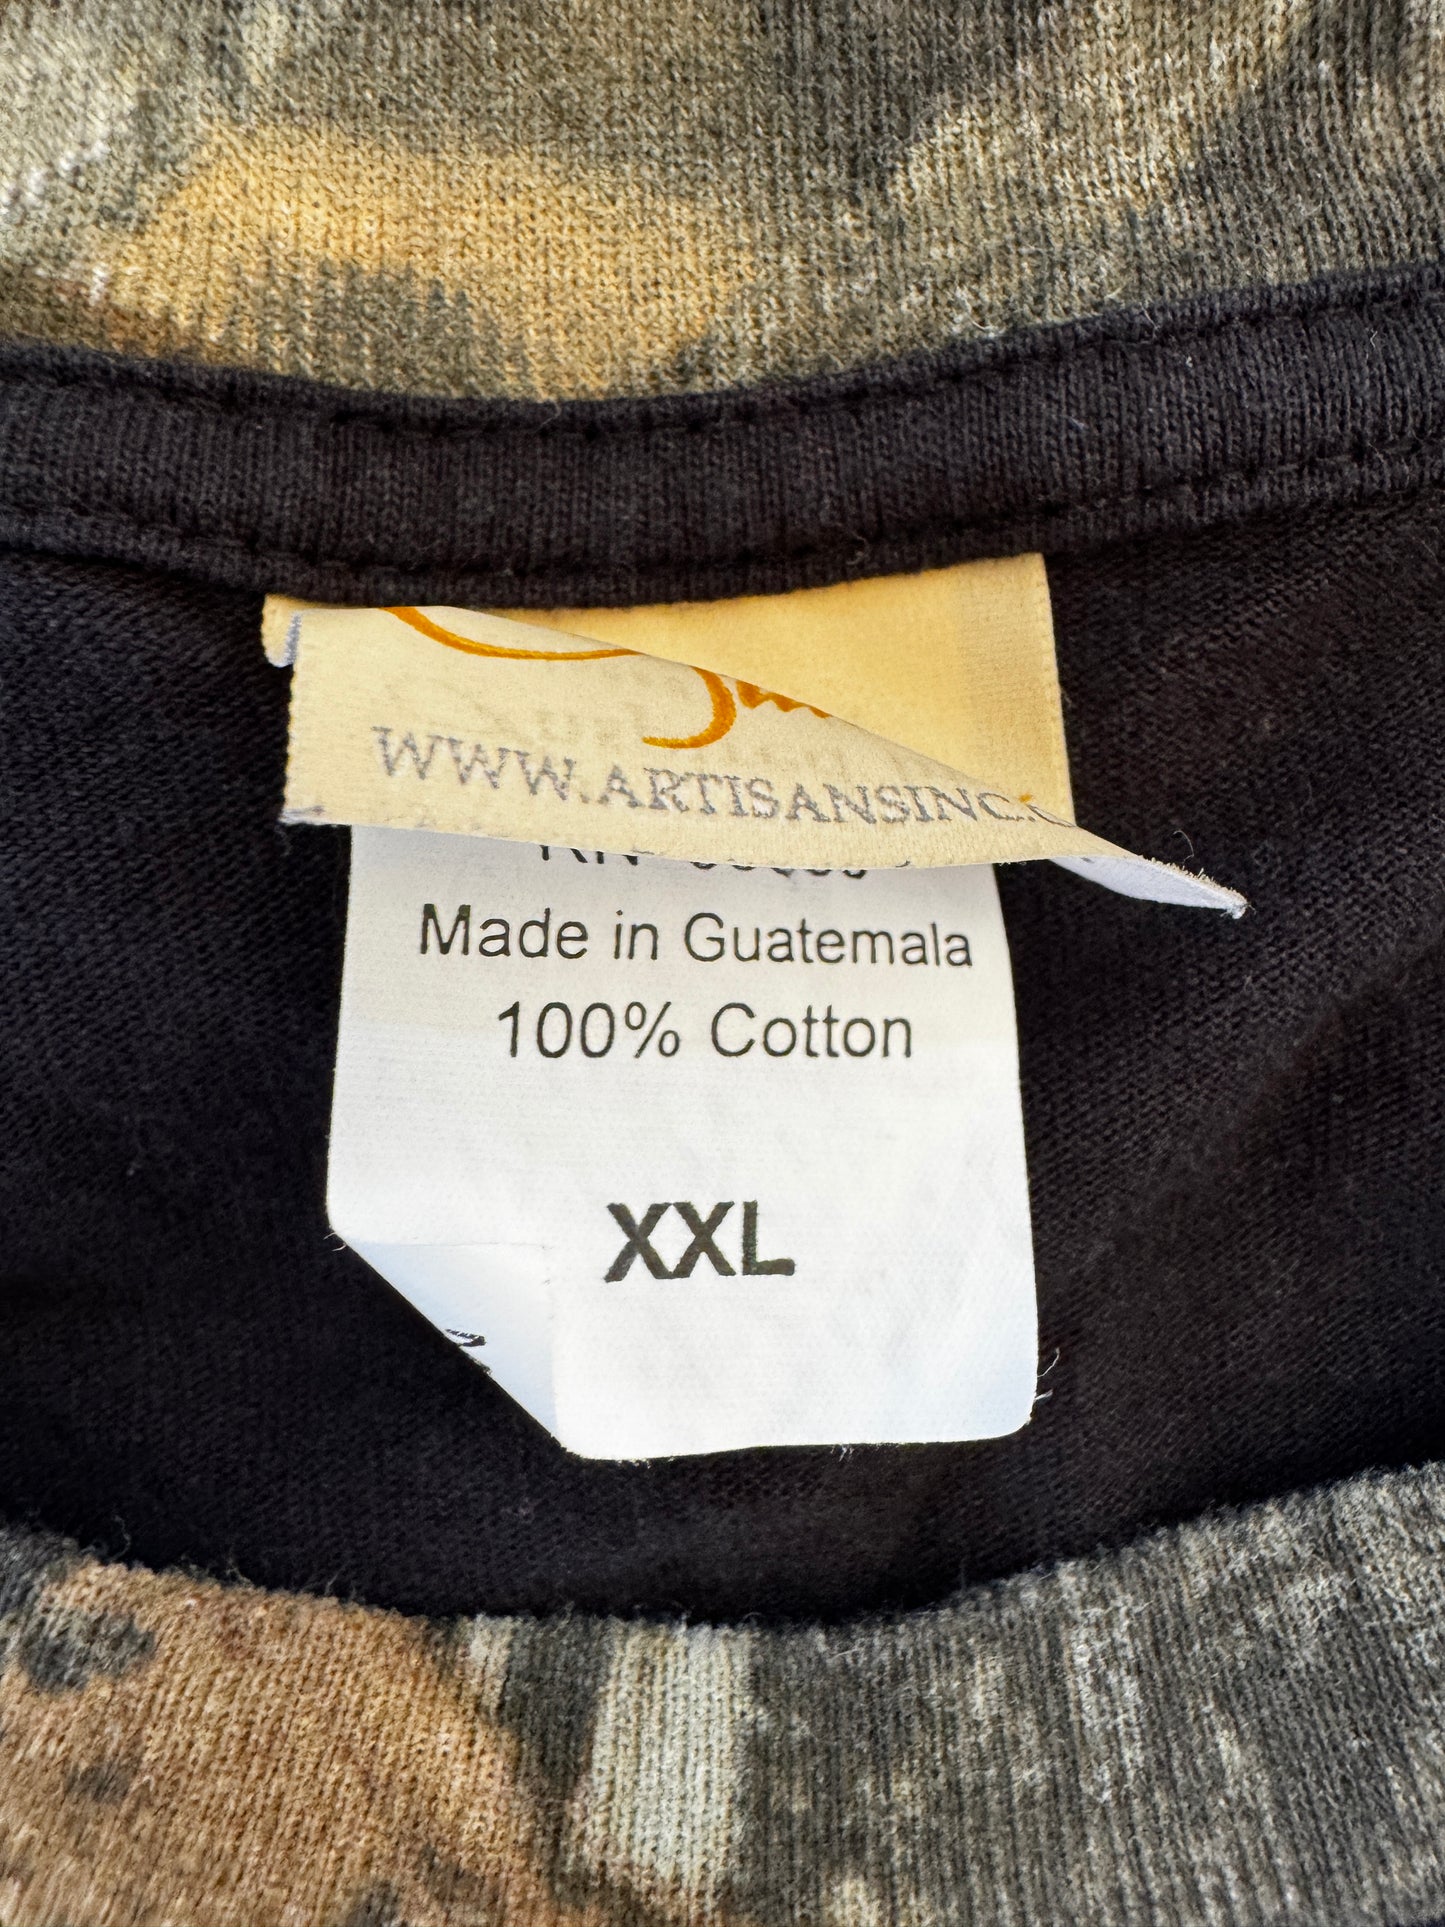 WWW.ARTISANSINC.
Made in Guatemala
100% Cotton
XXL